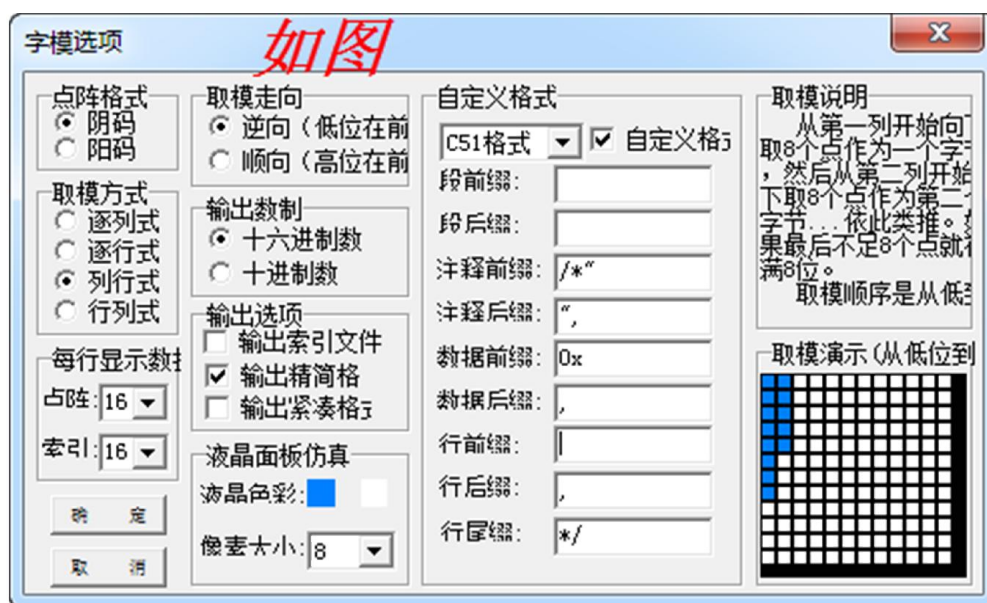 字模选项
如图
点阵格式
阴码
阳码
取模方式
逐列式
逐行式
列行式
行列式
每行显示数据
点阵:16
索引:16
确 定
取 消
取模走向
逆向（低位在前
顺向（高位在前
输出数制
十六进制数
十进制数
输出选项
输出索引文件
输出精简格
输出紧凑格式
液晶面板仿真
液晶色彩:
像素大小:8
自定义格式
C51格式
自定义格式
段前缀:
段后缀:
注释前缀: /*"
注释后缀: ",
数据前缀: 0x
数据后缀: ,
行前缀:
行后缀: ,
行尾缀: */
取模说明
从第一列开始向下
取8个点作为一个字节
，然后从第二列开始
下取8个点作为第二个
字节...依此类推。如
果最后不足8个点就补
满8位。
取模顺序是从低到
取模演示(从低位到